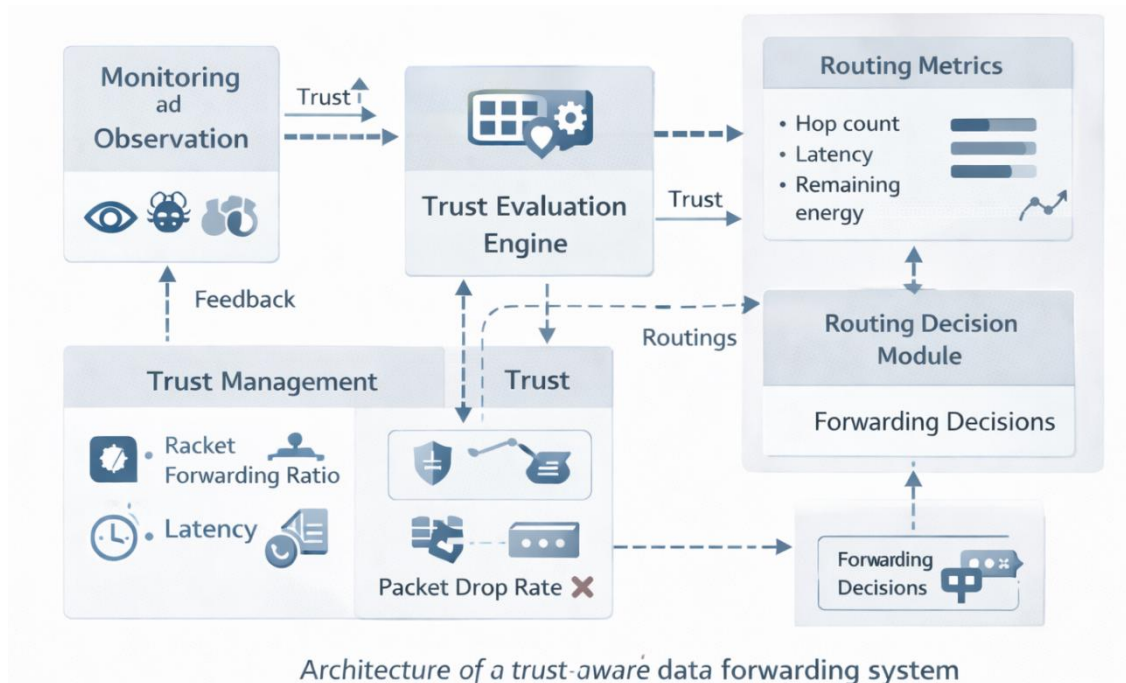 Monitoring
ad
Observation
Trust
Trust Evaluation
Engine
Trust
Routing Metrics
• Hop count
• Latency
• Remaining
energy
Feedback
Routings
Routing Decision
Module
Forwarding Decisions
Trust Management
Trust
• Racket
Forwarding Ratio
• Latency
Packet Drop Rate
Forwarding
Decisions
Architecture of a trust-aware data forwarding system